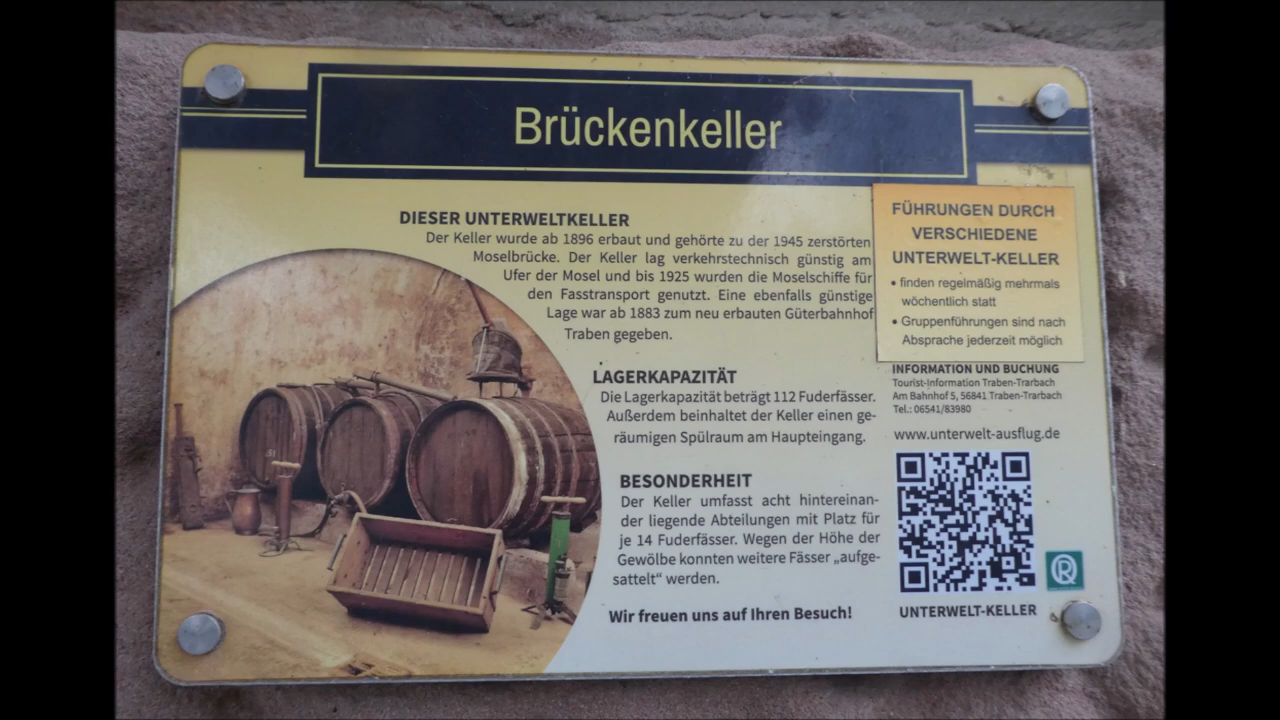 Brückenkeller
DIESER UNTERWELTKELLER
Der Keller wurde ab 1896 erbaut und gehörte zu der 1945 zerstörten
Moselbrücke. Der Keller lag verkehrstechnisch günstig am
Ufer der Mosel und bis 1925 wurden die Moselschiffe für
den Fasstransport genutzt. Eine ebenfalls günstige
Lage war ab 1883 zum neu erbauten Güterbahnhof
Traben gegeben.
LAGERKAPAZITÄT
Die Lagerkapazität beträgt 112 Fuderfässer.
Außerdem beinhaltet der Keller einen ge-
räumigen Spülraum am Haupteingang.
BESONDERHEIT
Der Keller umfasst acht hintereinan-
der liegende Abteilungen mit Platz für
je 14 Fuderfässer. Wegen der Höhe der
Gewölbe konnten weitere Fässer „aufge-
sattelt“ werden.
Wir freuen uns auf Ihren Besuch!
FÜHRUNGEN DURCH
VERSCHIEDENE
UNTERWELT-KELLER
• finden regelmäßig mehrmals
wöchentlich statt
• Gruppenführungen sind nach
Absprache jederzeit möglich
INFORMATION UND BUCHUNG
Tourist-Information Traben-Trarbach
Am Bahnhof 5, 56841 Traben-Trarbach
Tel.: 06541/83980
www.unterwelt-ausflug.de
UNTERWELT-KELLER